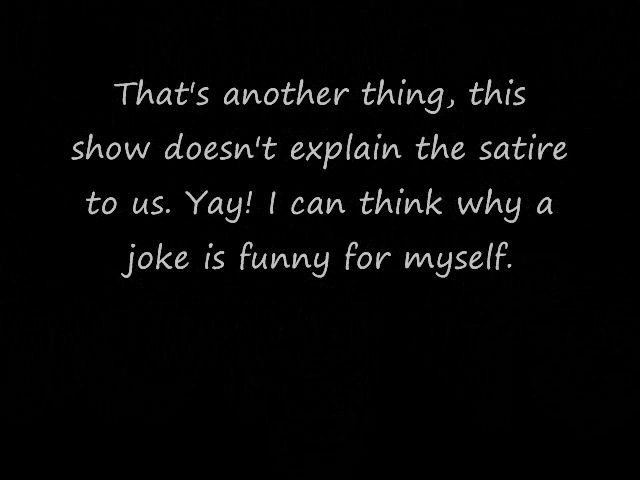 That's another thing, this
show doesn't explain the satire
to us. Yay! I can think why a
joke is funny for myself.